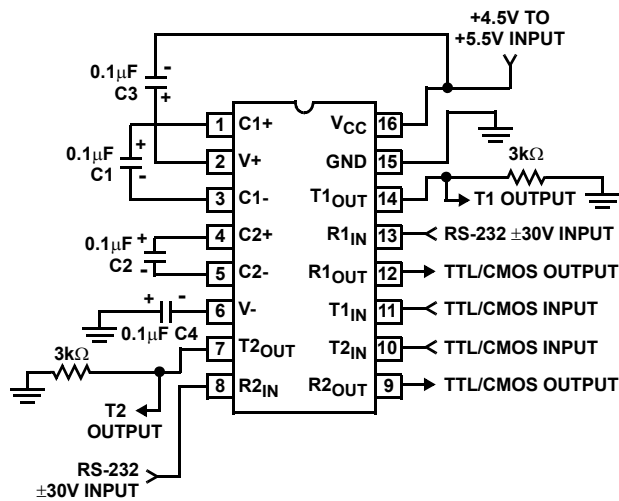 +4.5V TO
+5.5V INPUT
0.1μF
-
C3
+
1 C1+
VCC 16
0.1μF
+
C1
-
2 V+
GND 15
3kΩ
3 C1-
T1OUT 14
T1 OUTPUT
0.1μF
+
C2
-
4 C2+
R1IN 13
RS-232 ±30V INPUT
5 C2-
R1OUT 12
TTL/CMOS OUTPUT
+ -
0.1μF C4
6 V-
T1IN 11
TTL/CMOS INPUT
3kΩ
7 T2OUT
T2IN 10
TTL/CMOS INPUT
8 R2IN
R2OUT 9
TTL/CMOS OUTPUT
T2
OUTPUT
RS-232
±30V INPUT